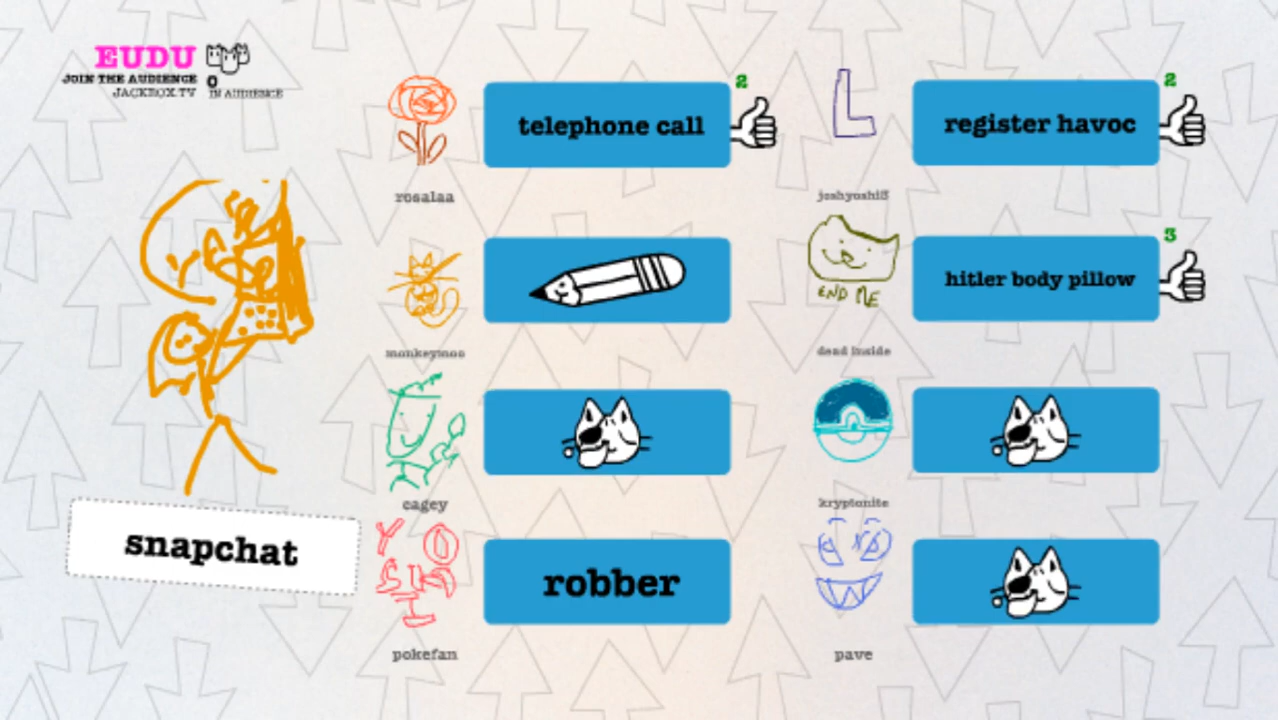 EUDU
JOIN THE AUDIENCE
JACKBOX.TV
0
IN AUDIENCE
telephone call
2
rosalaa
register havoc
2
joshyoshi5
monkeymoo
hitler body pillow
3
END ME
dead inside
cagey
kryptonite
snapchat
robber
pokefan
pave